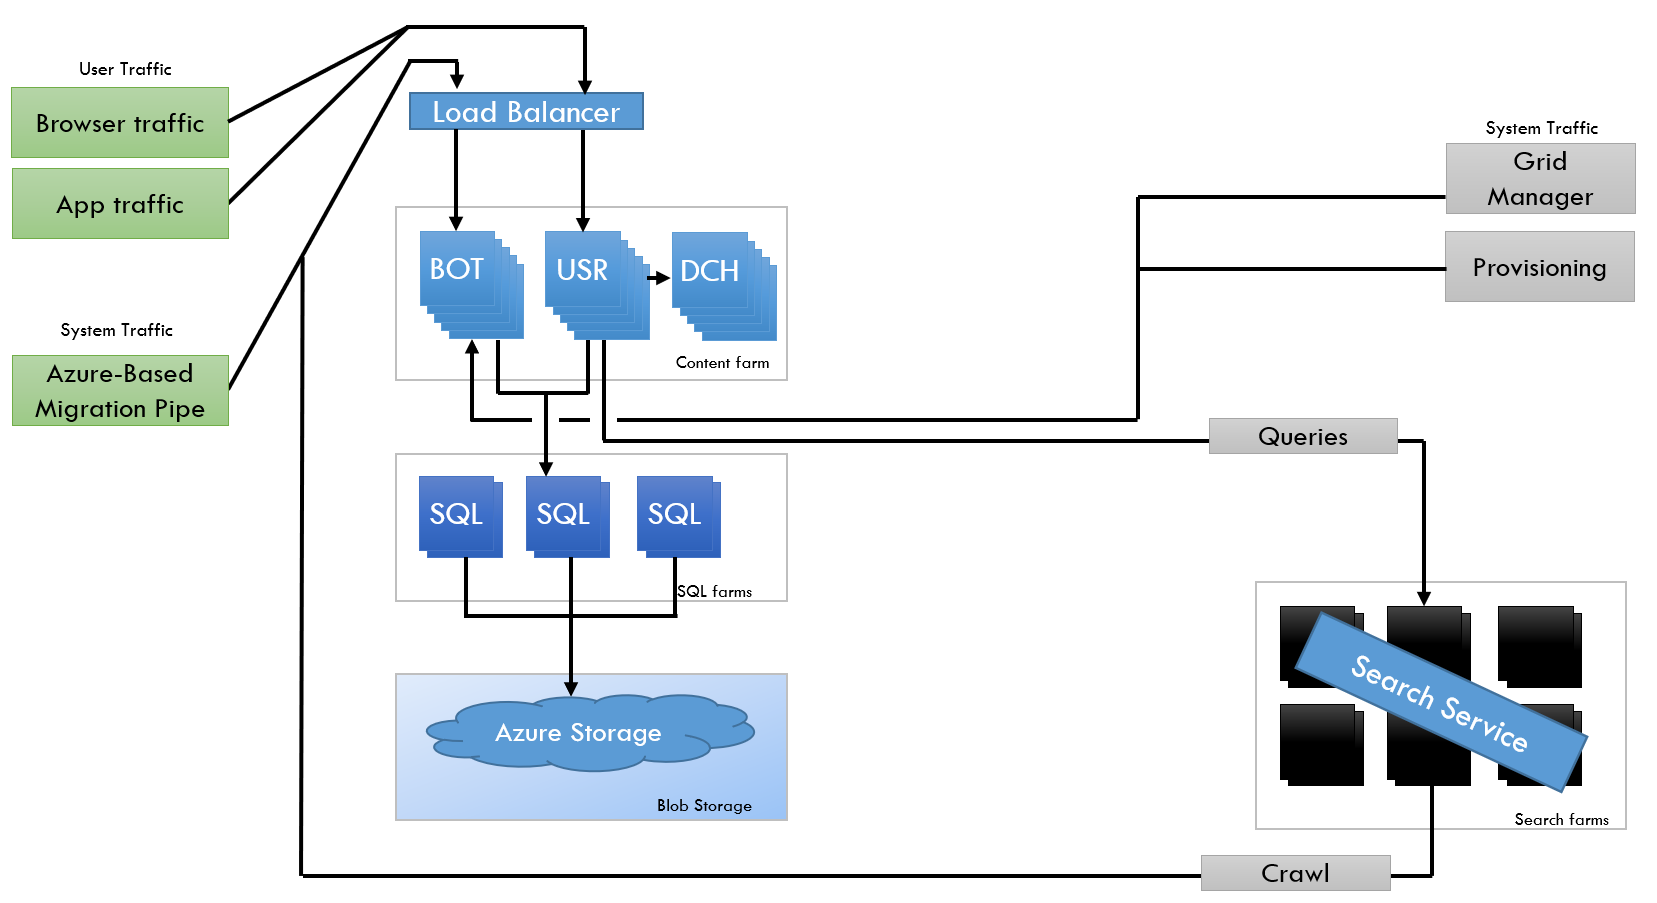 User Traffic
Browser traffic
App traffic
System Traffic
Azure-Based
Migration Pipe
Load Balancer
BOT
USR
DCH
Content farm
SQL
SQL
SQL
SQL farms
Azure Storage
Blob Storage
System Traffic
Grid
Manager
Provisioning
Queries
Search Service
Search farms
Crawl